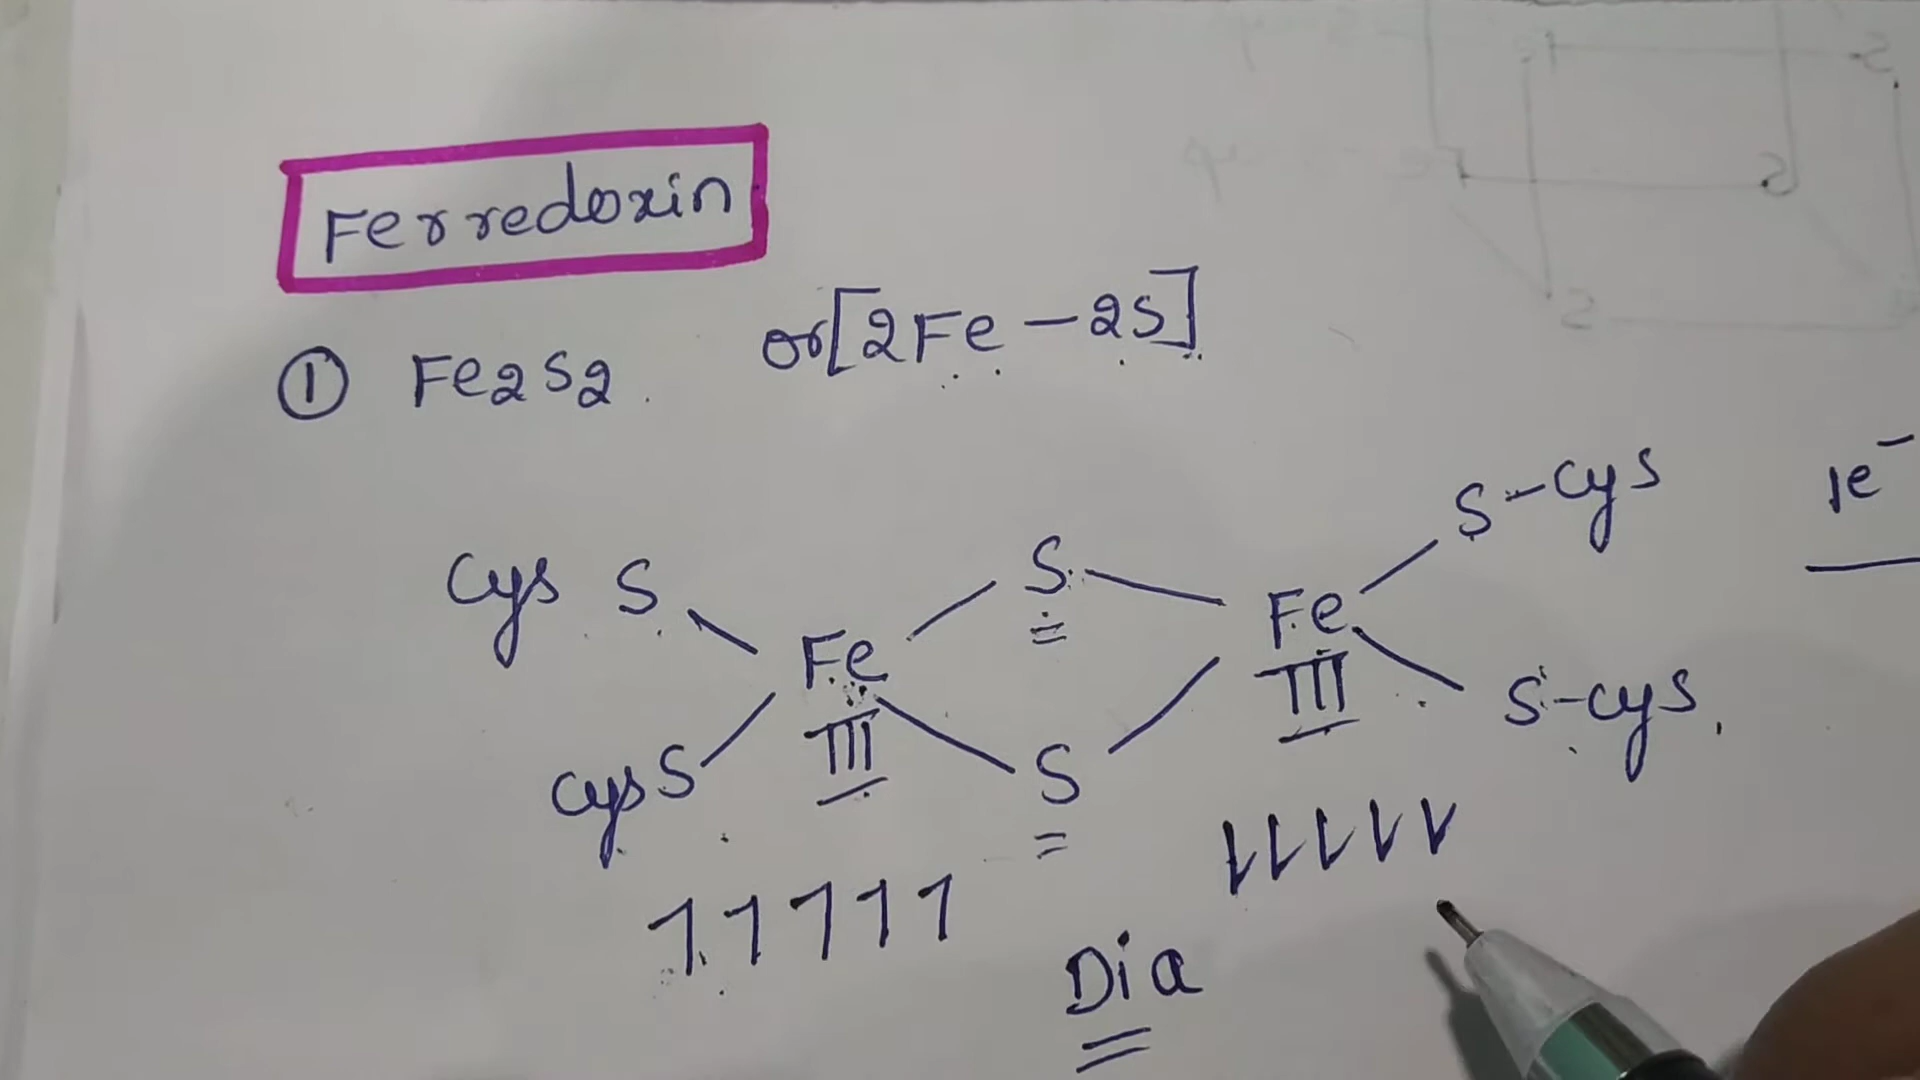 Ferredoxin
① Fe2S2 or [2Fe-2S]
S-Cys 1e⁻
Cys S S Fe
Fe III S-Cys
III
Cys S S
↑↑↑↑↑ ↓↓↓↓↓
Dia